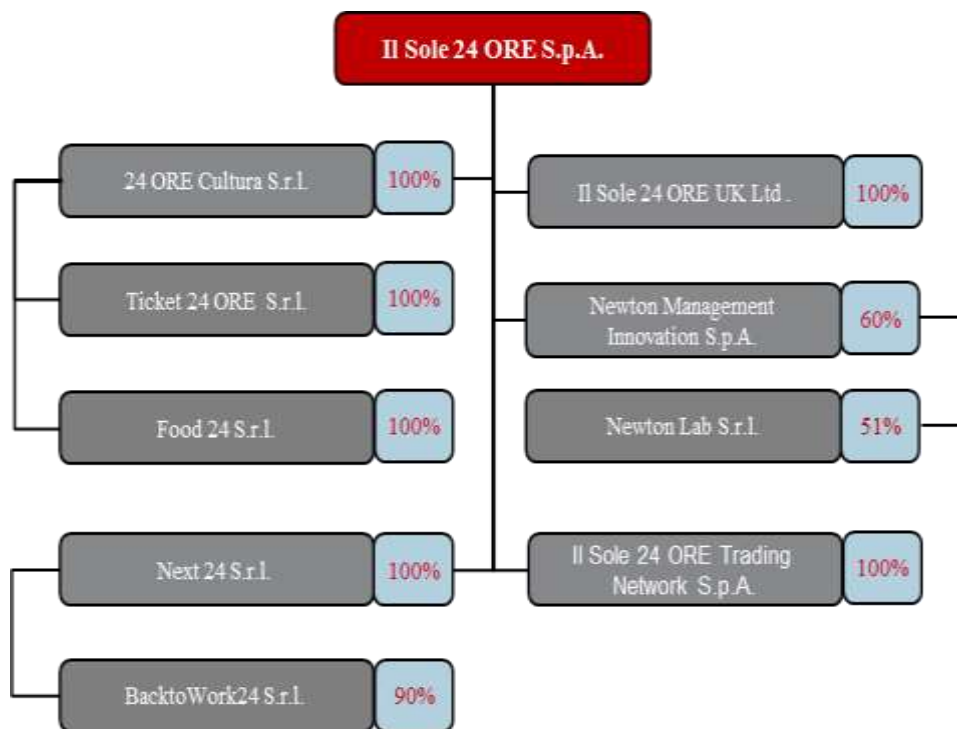 Il Sole 24 ORE S.p.A.
24 ORE Cultura S.r.l.
100%
Ticket 24 ORE S.r.l.
100%
Food 24 S.r.l.
100%
Next 24 S.r.l.
100%
BacktoWork24 S.r.l.
90%
Il Sole 24 ORE UK Ltd .
100%
Newton Management
Innovation S.p.A.
60%
Newton Lab S.r.l.
51%
Il Sole 24 ORE Trading
Network S.p.A.
100%